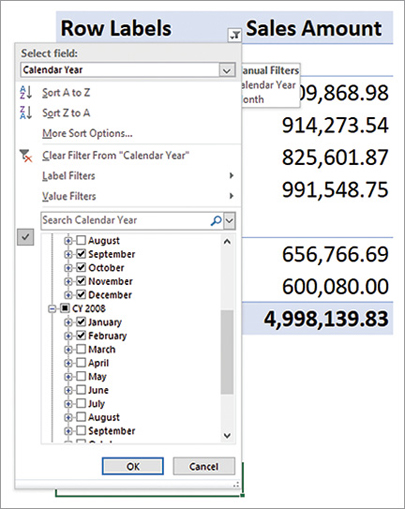 Row Labels Sales Amount
Select field:
Calendar Year
Manual Filters
Calendar Year
Month
09,868.98
Sort A to Z
914,273.54
Sort Z to A
More Sort Options...
825,601.87
Clear Filter From "Calendar Year"
Label Filters
991,548.75
Value Filters
Search Calendar Year
August
September
656,766.69
October
November
600,080.00
December
CY 2008
4,998,139.83
January
February
March
April
May
June
July
August
September
OK Cancel